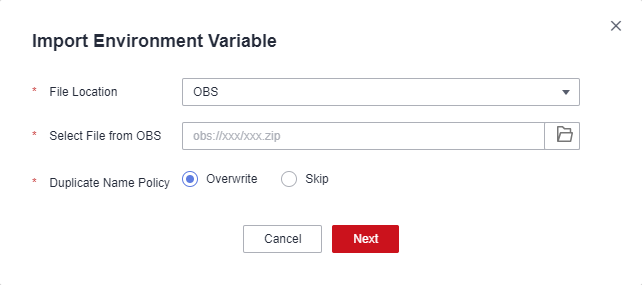 Import Environment Variable
* File Location OBS
* Select File from OBS obs://xxx/xxx.zip
* Duplicate Name Policy Overwrite Skip
Cancel Next